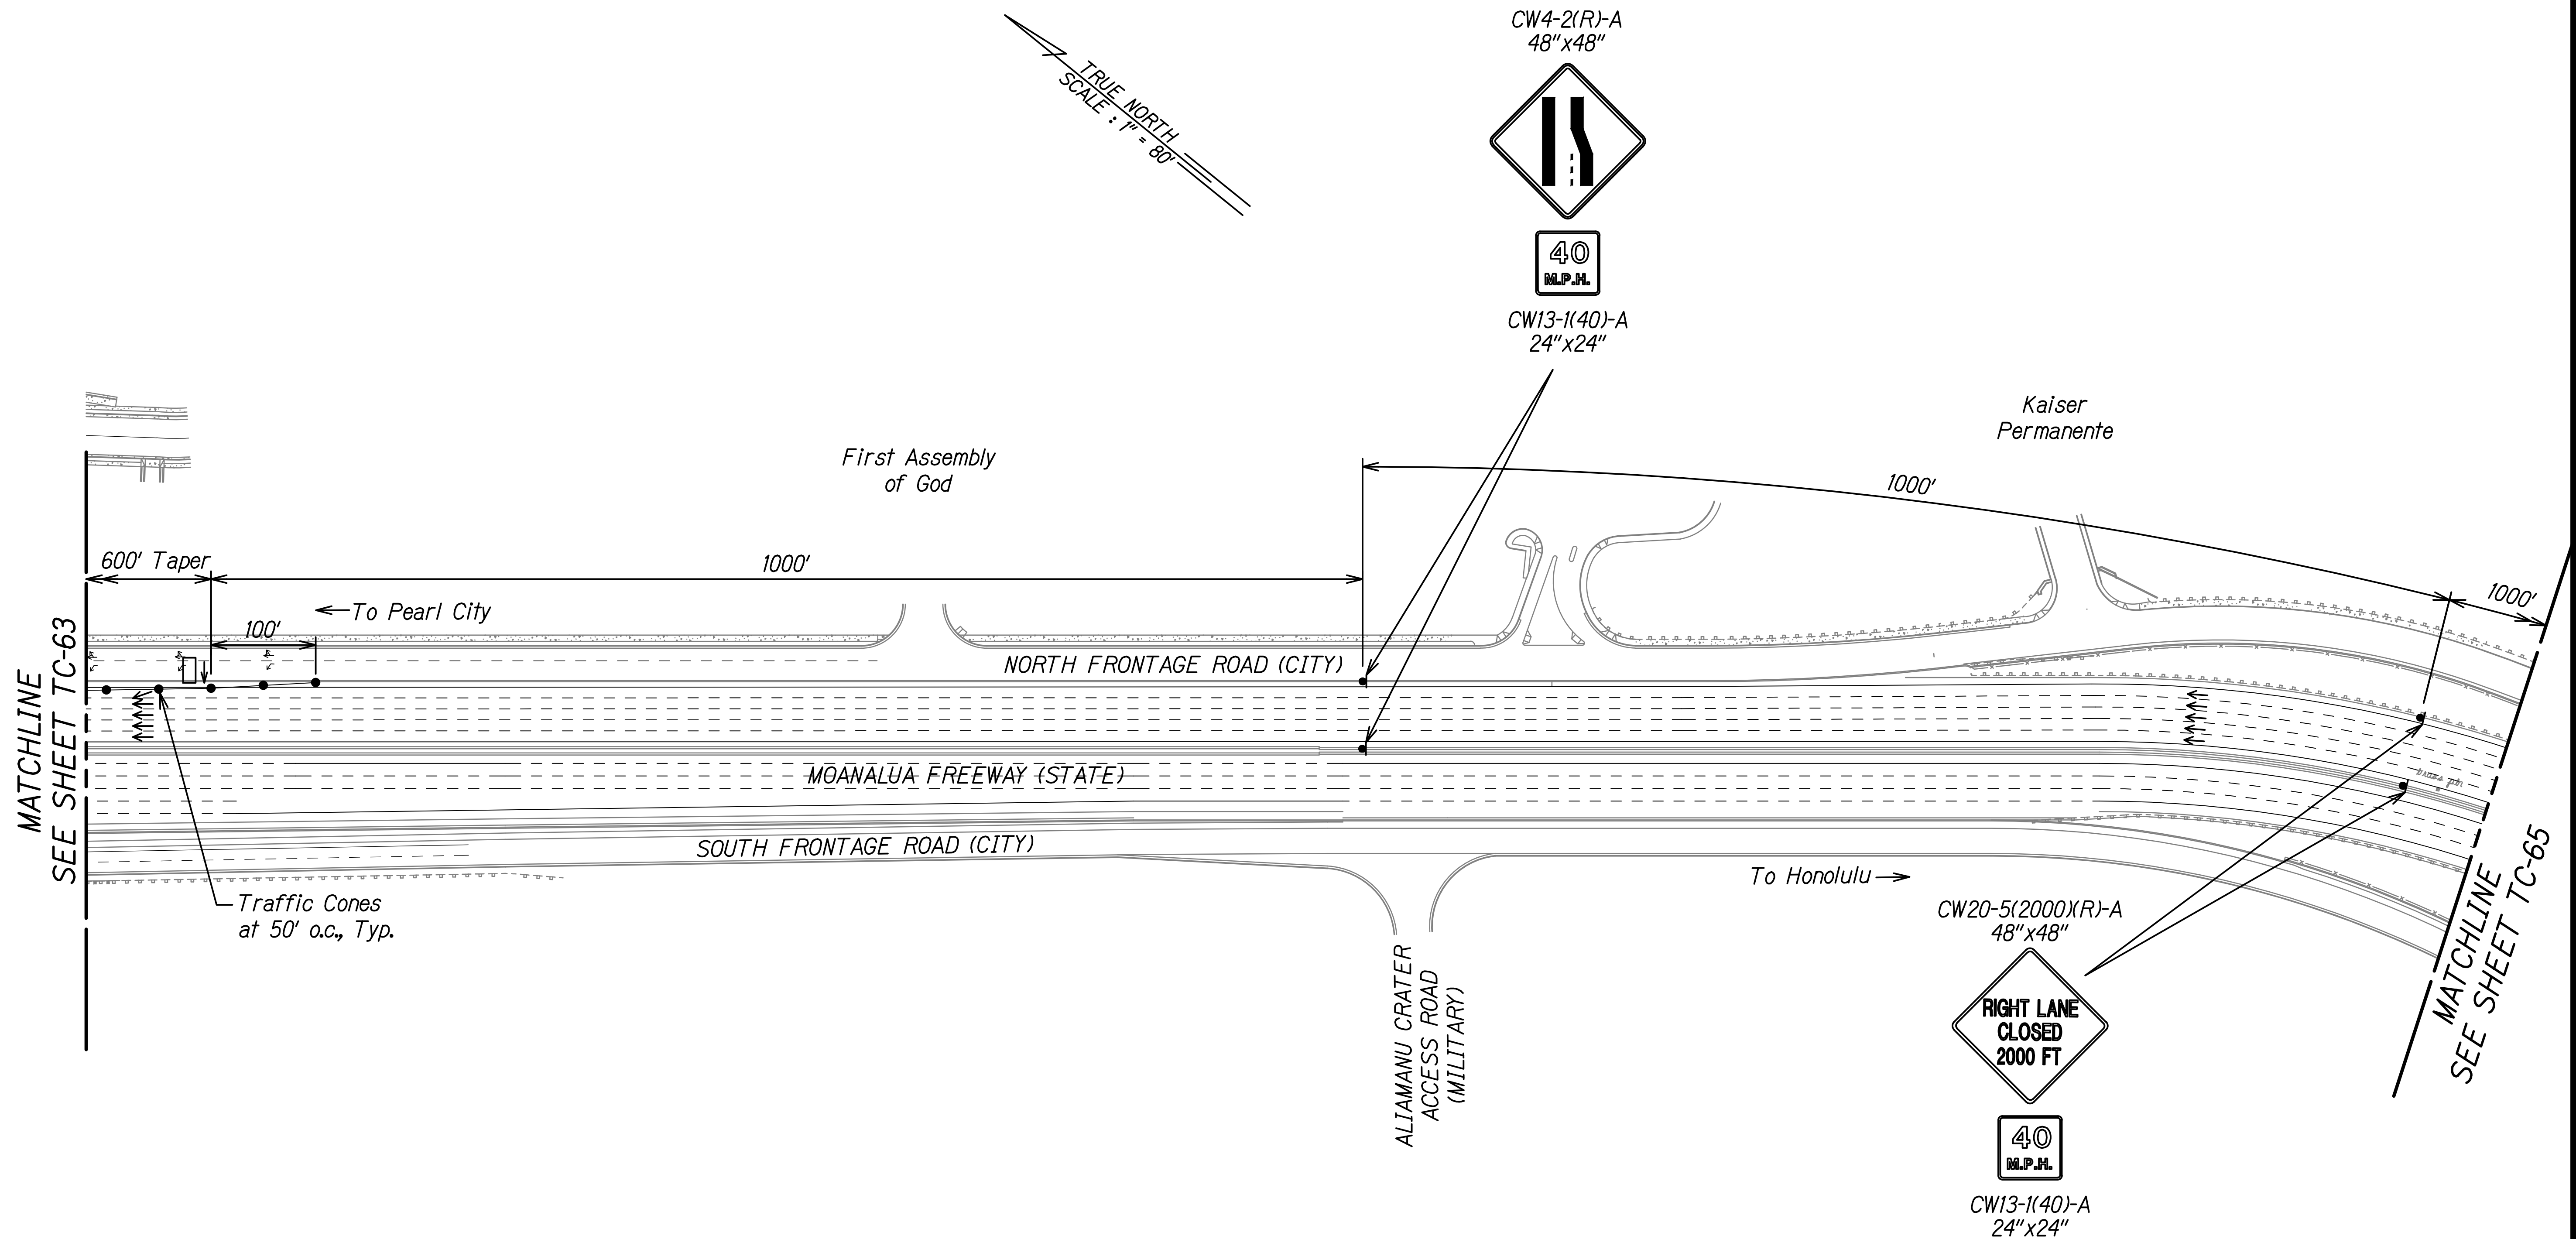 CW4-2(R)-A
48"x48"
40
M.P.H.
CW13-1(40)-A
24"x24"
TRUE NORTH
SCALE : 1" = 80'
Kaiser
Permanente
First Assembly
of God
1000'
1000'
600' Taper
1000'
To Pearl City
100'
NORTH FRONTAGE ROAD (CITY)
MOANALUA FREEWAY (STATE)
SOUTH FRONTAGE ROAD (CITY)
To Honolulu
Traffic Cones
at 50' o.c., Typ.
ALIAMANU CRATER
ACCESS ROAD
(MILITARY)
CW20-5(2000)(R)-A
48"x48"
RIGHT LANE
CLOSED
2000 FT
40
M.P.H.
CW13-1(40)-A
24"x24"
MATCHLINE
SEE SHEET TC-63
MATCHLINE
SEE SHEET TC-65